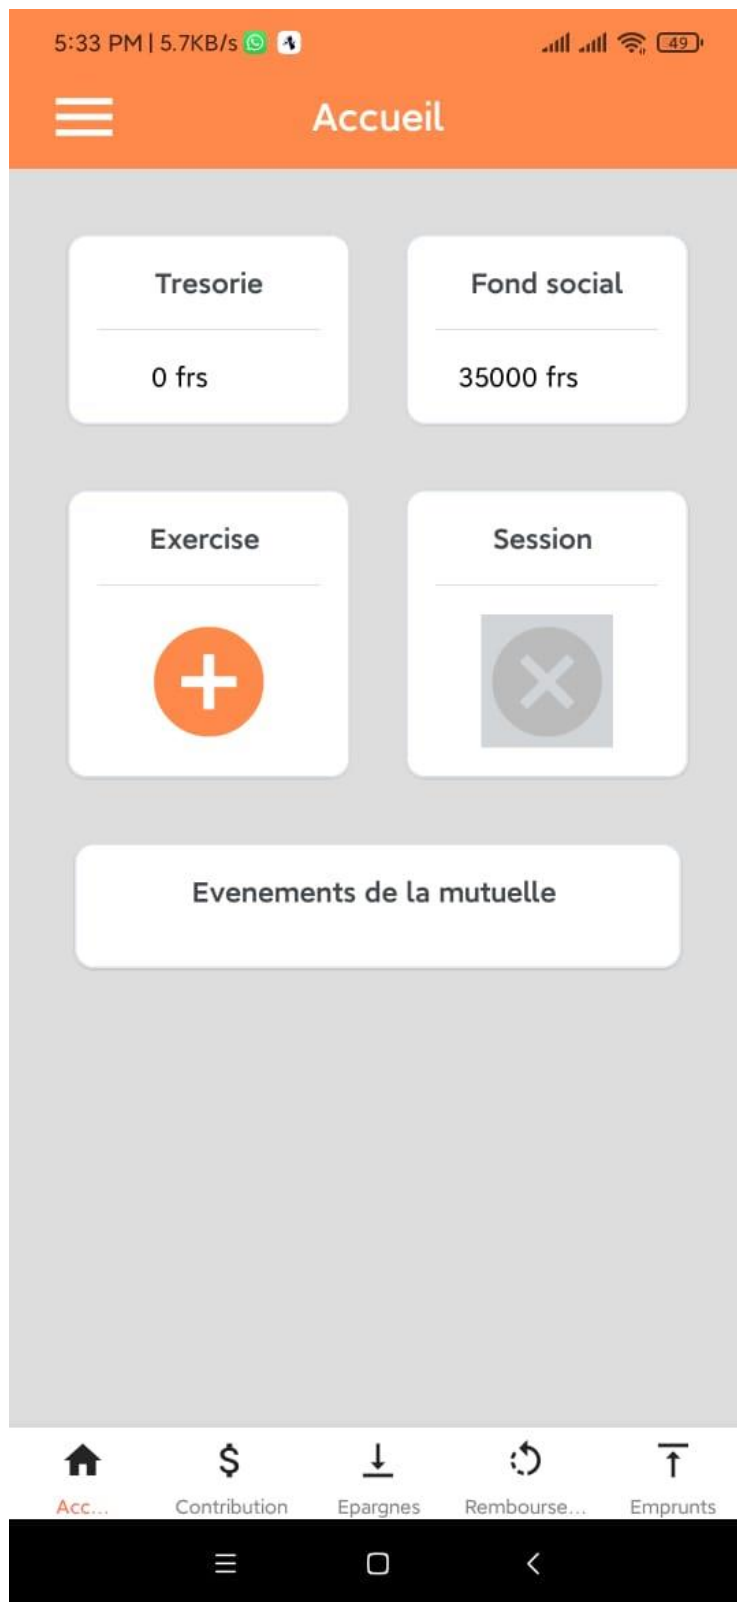 5:33 PM | 5.7KB/s 49
Accueil
Tresorie Fond social
0 frs 35000 frs
Exercise Session
Evenements de la mutuelle
Acc... Contribution Epargnes Rembourse... Emprunts